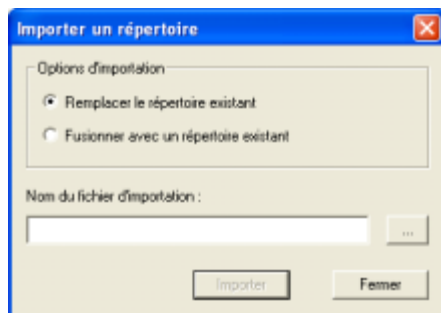 Importer un répertoire
Options d'importation
Remplacer le répertoire existant
Fusionner avec un répertoire existant
Nom du fichier d'importation :
...
Importer
Fermer